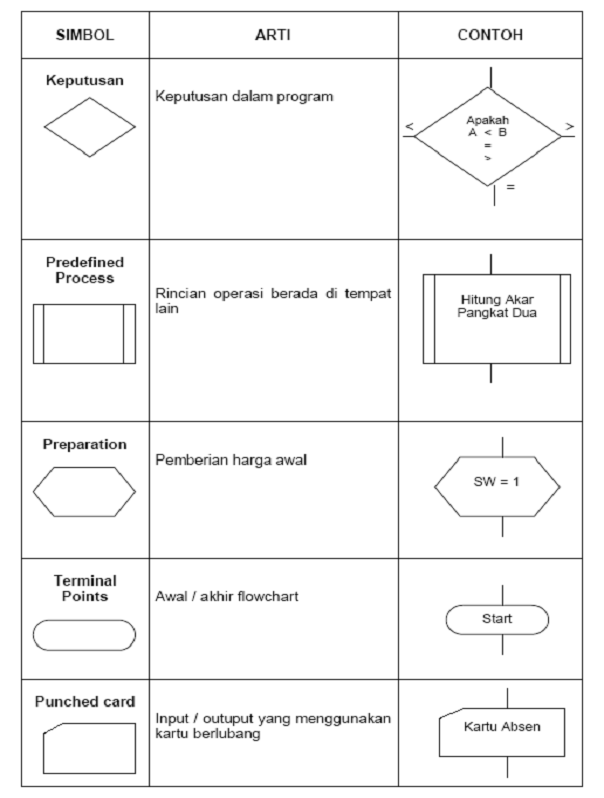 SIMBOL
ARTI
CONTOH
Keputusan
Keputusan dalam program
Apakah
A < B
=
>
<
>
=
Predefined
Process
Rincian operasi berada di tempat
lain
Hitung Akar
Pangkat Dua
Preparation
Pemberian harga awal
SW = 1
Terminal
Points
Awal / akhir flowchart
Start
Punched card
Input / outuput yang menggunakan
kartu berlubang
Kartu Absen